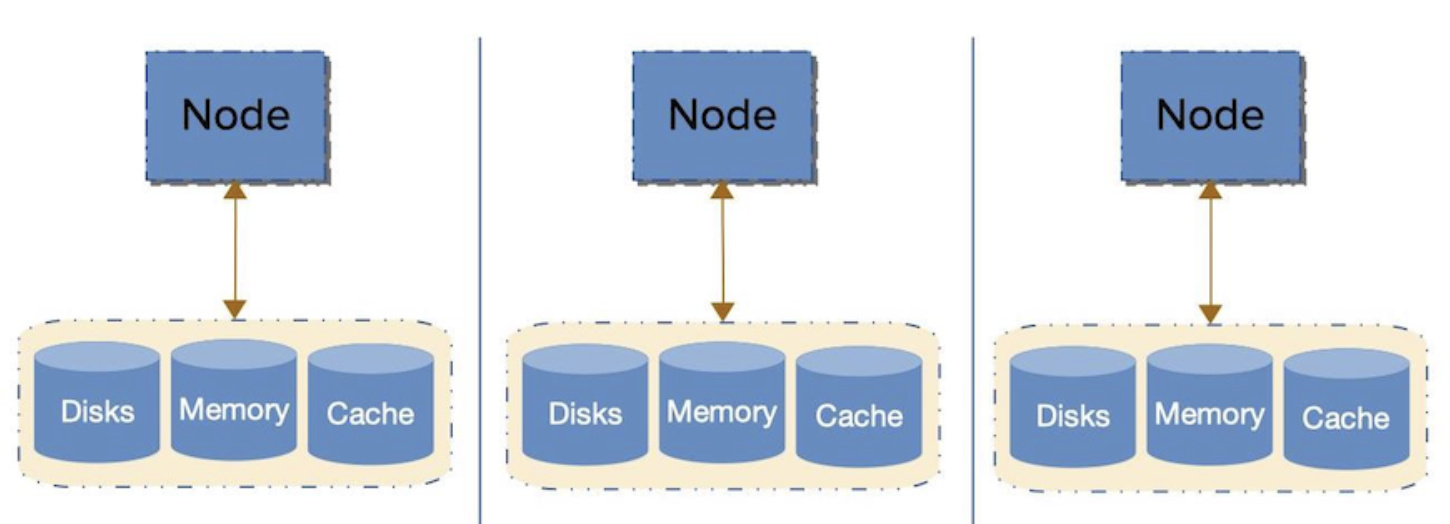 Node
Node
Node
Disks
Memory
Cache
Disks
Memory
Cache
Disks
Memory
Cache